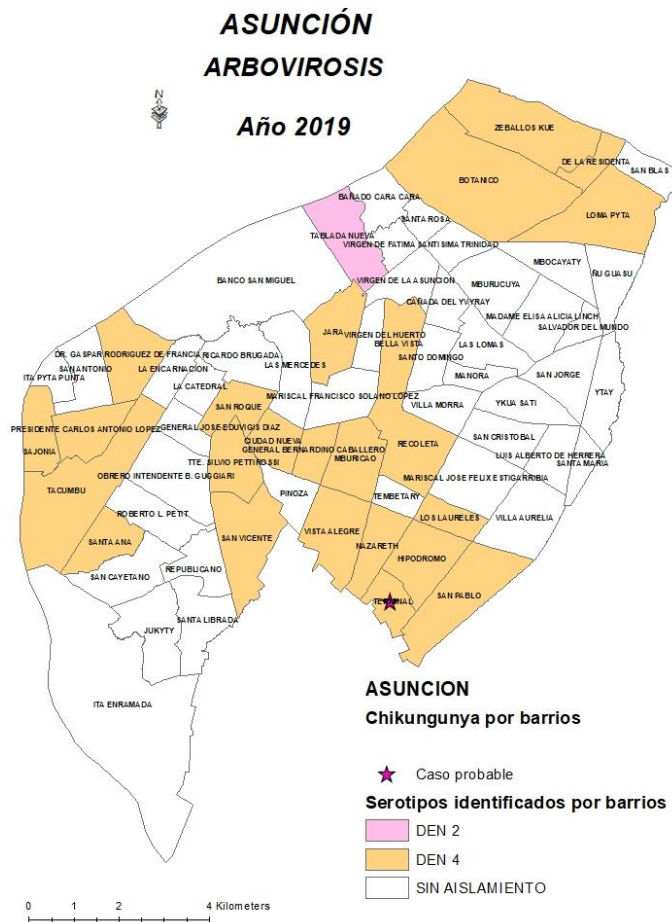 ASUNCIÓN
ARBOVIROSIS
Año 2019
N
ZEBALLOS KUE
DE LA RESIDENTA
SAN BLAS
BOTANICO
LOMA PYTA
BAÑADO CARA CARA
SANTA ROSA
TABLADA NUEVA
VIRGEN DE FATIMA
SANTISIMA TRINIDAD
MBOCAYATY
ÑU GUASU
BANCO SAN MIGUEL
VIRGEN DE LA ASUNCION
MBURUCUYA
CAÑADA DEL YVYRAY
MADAME ELISA ALICIA LINCH
SALVADOR DEL MUNDO
JARA
VIRGEN DEL HUERTO
BELLA VISTA
LAS LOMAS
SANTO DOMINGO
DR. GASPAR RODRIGUEZ DE FRANCIA
RICARDO BRUGADA
LAS MERCEDES
SAN ANTONIO
LA ENCARNACION
ITA PYTA PUNTA
LA CATEDRAL
MANORA
SAN JORGE
MARISCAL FRANCISCO SOLANO LOPEZ
VILLA MORRA
YKUA SATI
YTAY
SAN ROQUE
PRESIDENTE CARLOS ANTONIO LOPEZ
GENERAL JOSE EDUVIGIS DIAZ
CIUDAD NUEVA
RECOLETA
SAN CRISTOBAL
SAJONIA
GENERAL BERNARDINO CABALLERO
LUIS ALBERTO DE HERRERA
TTE. SILVIO PETTIROSSI
MBURICAO
SANTA MARIA
OBRERO INTENDENTE B. GUGGIARI
MARISCAL JOSE FELIX ESTIGARRIBIA
TACUMBU
PINOZA
TEMBETARY
ROBERTO L. PETIT
LOS LAURELES
VILLA AURELIA
VISTA ALEGRE
SANTA ANA
SAN VICENTE
NAZARETH
HIPODROMO
REPUBLICANO
SAN CAYETANO
SAN PABLO
TERMINAL
SANTA LIBRADA
JUKYTY
ITA ENRAMADA
ASUNCION
Chikungunya por barrios
Caso probable
Serotipos identificados por barrios
DEN 2
DEN 4
SIN AISLAMIENTO
0 1 2 4 Kilometers